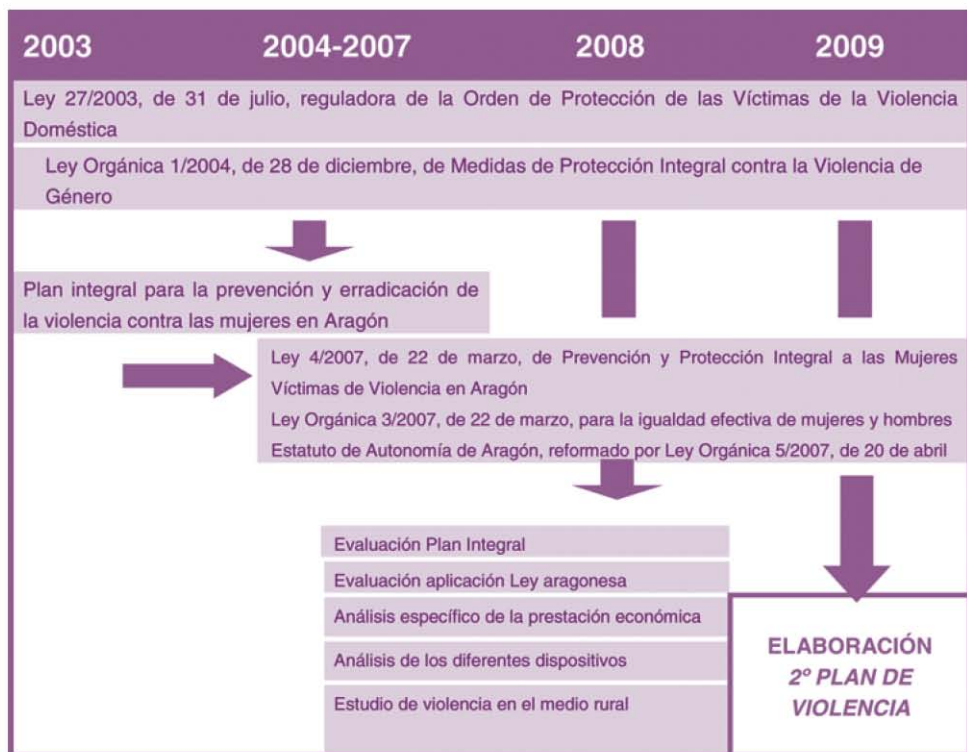 2003 2004-2007 2008 2009
Ley 27/2003, de 31 de julio, reguladora de la Orden de Protección de las Víctimas de la Violencia
Doméstica
Ley Orgánica 1/2004, de 28 de diciembre, de Medidas de Protección Integral contra la Violencia de
Género
Plan integral para la prevención y erradicación de
la violencia contra las mujeres en Aragón
Ley 4/2007, de 22 de marzo, de Prevención y Protección Integral a las Mujeres
Víctimas de Violencia en Aragón
Ley Orgánica 3/2007, de 22 de marzo, para la igualdad efectiva de mujeres y hombres
Estatuto de Autonomía de Aragón, reformado por Ley Orgánica 5/2007, de 20 de abril
Evaluación Plan Integral
Evaluación aplicación Ley aragonesa
Análisis específico de la prestación económica
Análisis de los diferentes dispositivos
Estudio de violencia en el medio rural
ELABORACIÓN
2º PLAN DE
VIOLENCIA